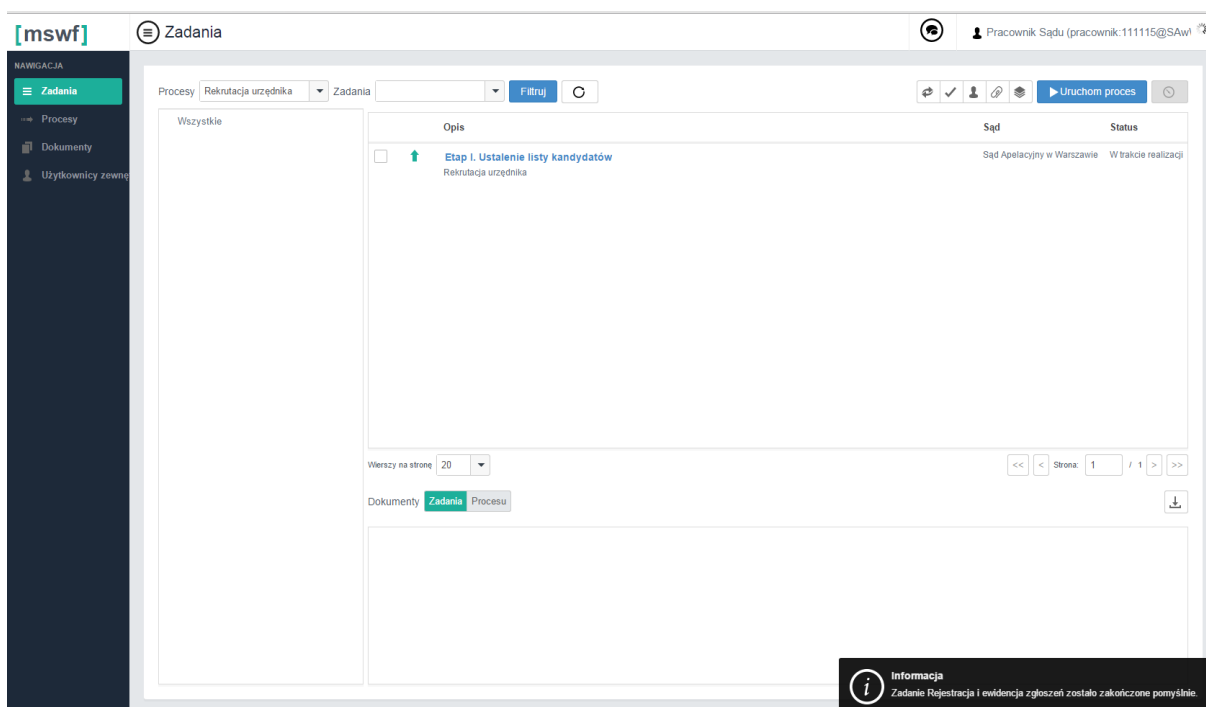 [mswf]
Zadania
Pracownik Sądu (pracownik:111115@SAw
NAWIGACJA
Zadania
Procesy
Dokumenty
Użytkownicy zewnę
Procesy Rekrutacja urzędnika Zadania Filtruj
Uruchom proces
Wszystkie
Opis Sąd Status
Etap I. Ustalenie listy kandydatów Sąd Apelacyjny w Warszawie W trakcie realizacji
Rekrutacja urzędnika
Wierszy na stronę 20 << < Strona: 1 / 1 > >>
Dokumenty Zadania Procesu
Informacja
Zadanie Rejestracja i ewidencja zgłoszeń zostało zakończone pomyślnie.